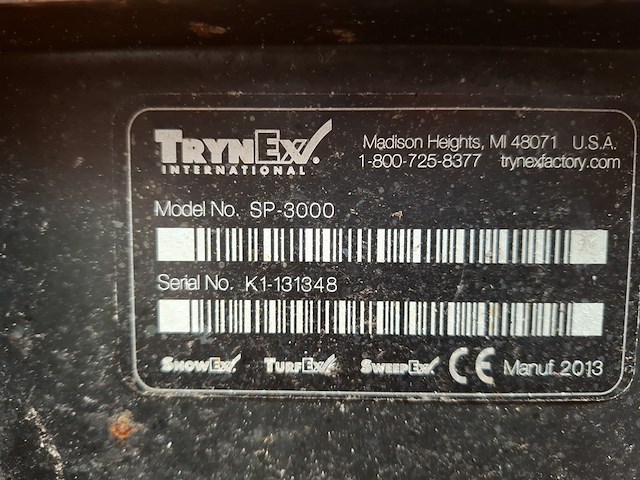 TRYNEX
INTERNATIONAL
Madison Heights, MI 48071 U.S.A.
1-800-725-8377 trynexfactory.com
Model No. SP-3000
Serial No. K1-131348
SNOWEX TURFEX SWEEPEX CE Manuf. 2013